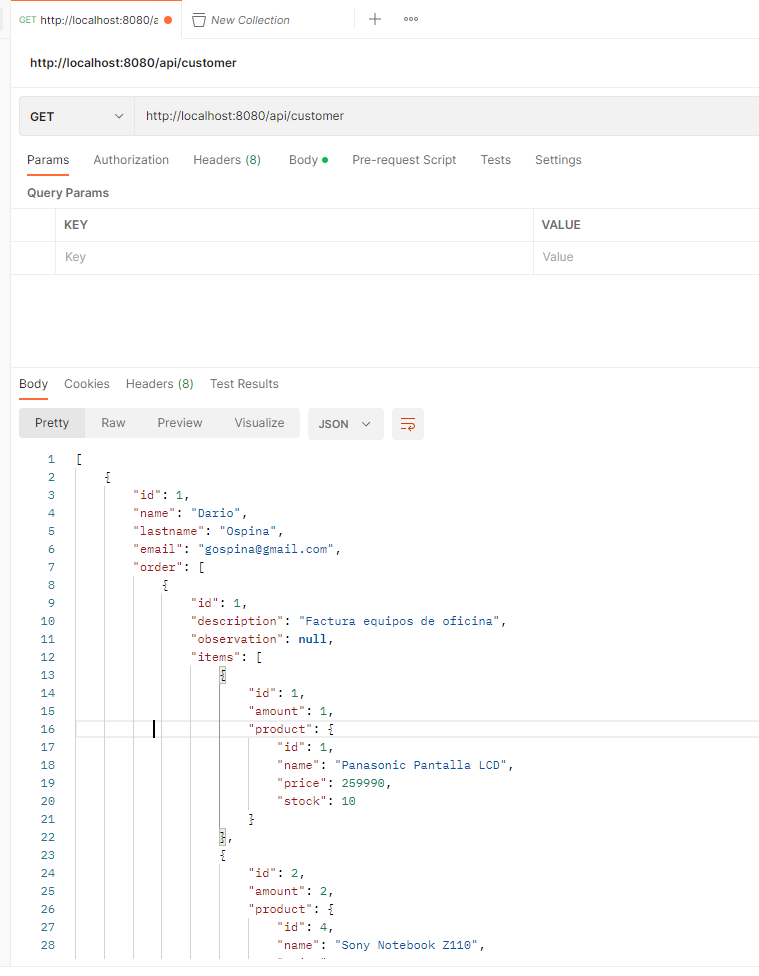 GET http://localhost:8080/a New Collection
http://localhost:8080/api/customer
GET http://localhost:8080/api/customer
Params Authorization Headers (8) Body Pre-request Script Tests Settings
Query Params
KEY VALUE
Key Value
Body Cookies Headers (8) Test Results
Pretty Raw Preview Visualize JSON
1 [
2 {
3 "id": 1,
4 "name": "Dario",
5 "lastname": "Ospina",
6 "email": "gospina@gmail.com",
7 "order": [
8 {
9 "id": 1,
10 "description": "Factura equipos de oficina",
11 "observation": null,
12 "items": [
13 {
14 "id": 1,
15 "amount": 1,
16 "product": {
17 "id": 1,
18 "name": "Panasonic Pantalla LCD",
19 "price": 259990,
20 "stock": 10
21 }
22 },
23 {
24 "id": 2,
25 "amount": 2,
26 "product": {
27 "id": 4,
28 "name": "Sony Notebook Z110",